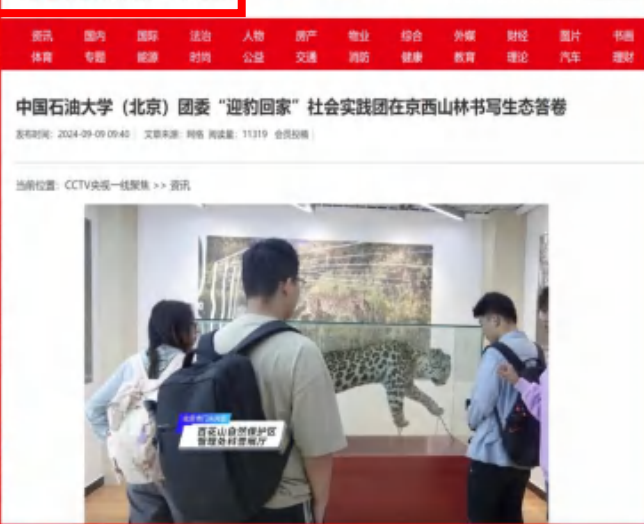 资讯 国内 国际 法治 人物 房产 物业 综合 外媒 财经 图片 书画
体育 专题 能源 时尚 公益 交通 消防 健康 教育 理论 汽车 理财
中国石油大学（北京）团委“迎豹回家”社会实践团在京西山林书写生态答卷
发布时间：2024-09-09 09:40 文章来源：网络 阅读量：11319 会员投稿
当前位置：CCTV央视一线聚焦 >> 资讯
百花山自然保护区
管理处科普展厅